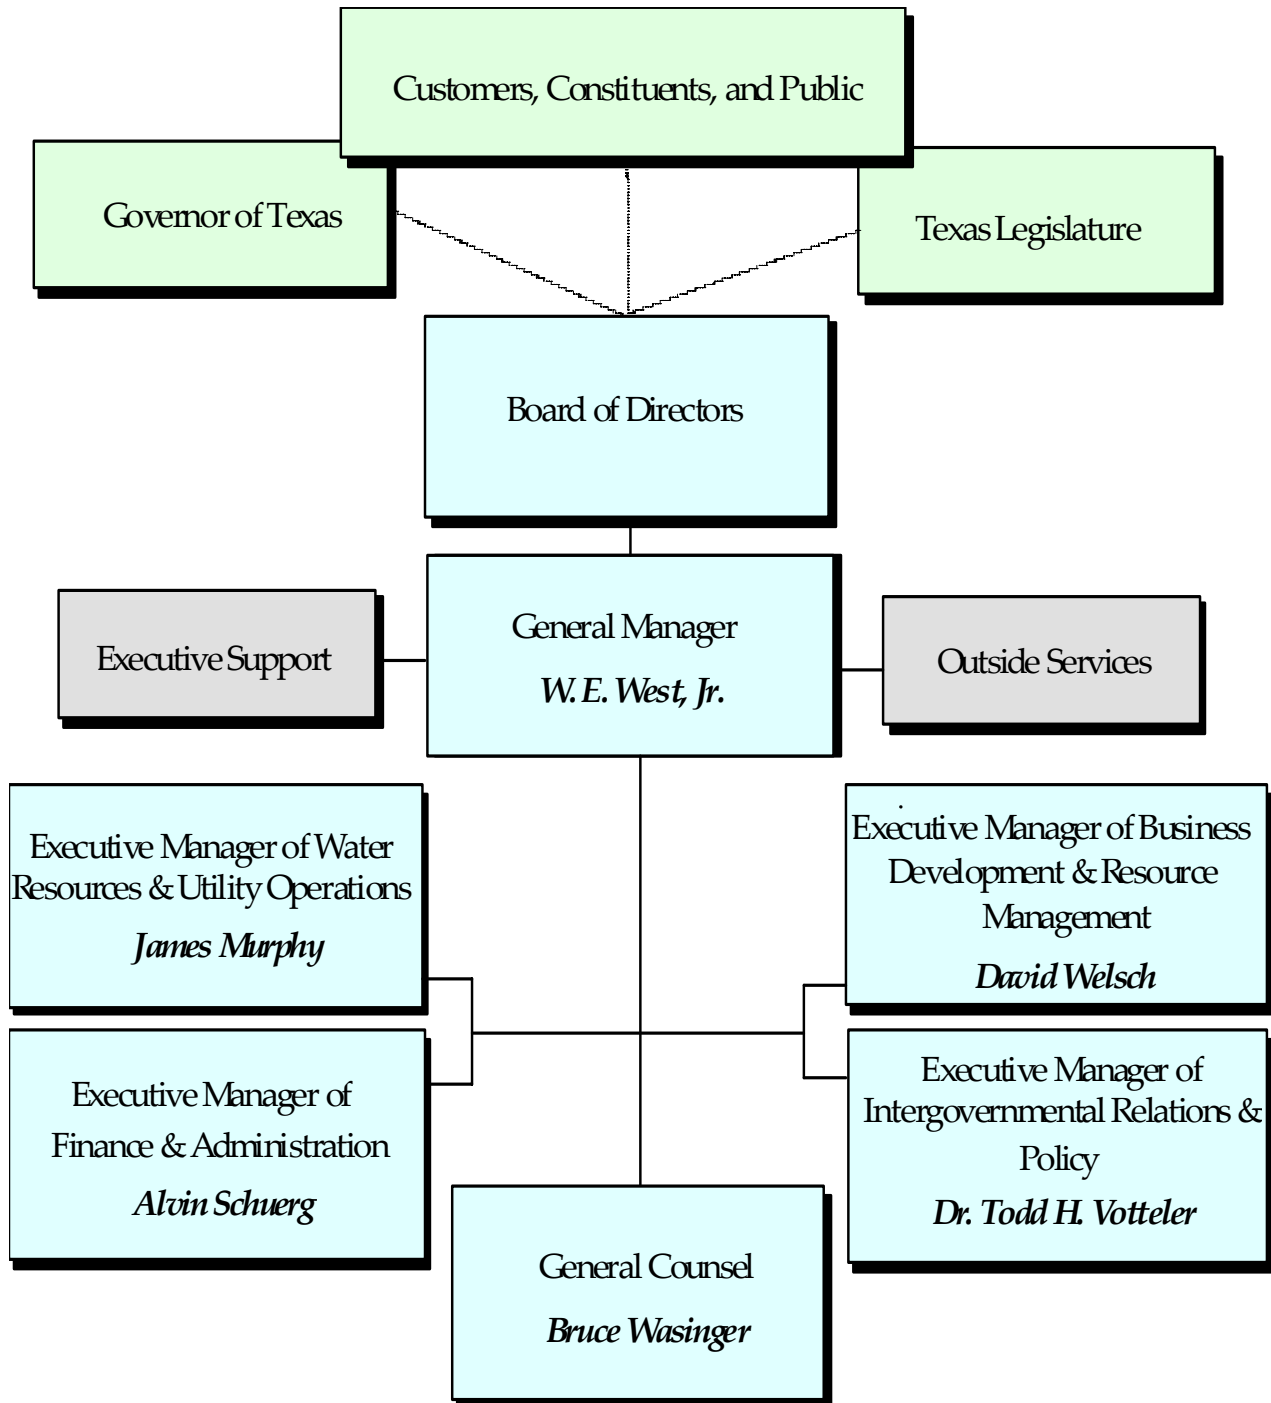 Customers, Constituents, and Public
Governor of Texas
Texas Legislature
Board of Directors
General Manager
W. E. West, Jr.
Executive Support
Outside Services
Executive Manager of Water
Resources & Utility Operations
James Murphy
Executive Manager of Business
Development & Resource
Management
David Welsch
Executive Manager of
Finance & Administration
Alvin Schuerg
Executive Manager of
Intergovernmental Relations &
Policy
Dr. Todd H. Votteler
General Counsel
Bruce Wasinger